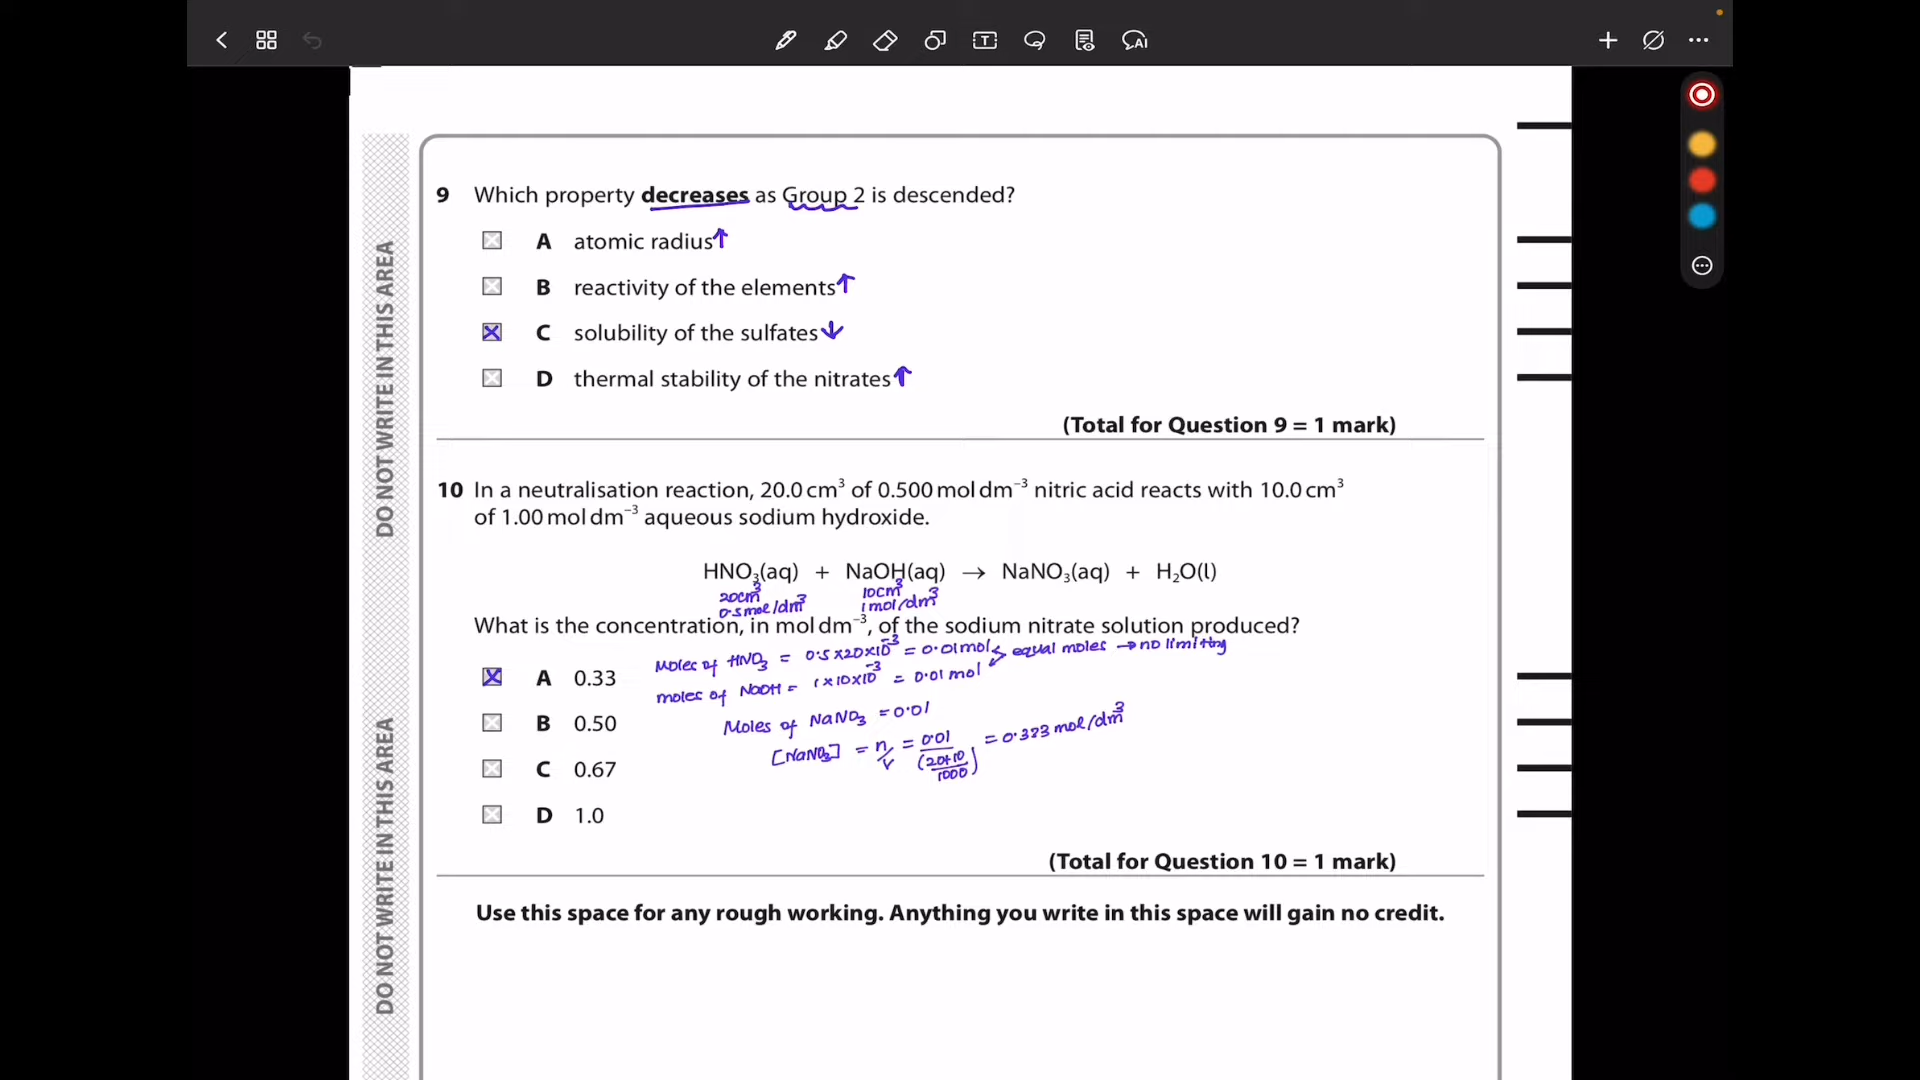 AI
DO NOT WRITE IN THIS AREA
DO NOT WRITE IN THIS AREA
9 Which property decreases as Group 2 is descended?
A atomic radius↑
B reactivity of the elements↑
C solubility of the sulfates↓
D thermal stability of the nitrates↑
(Total for Question 9 = 1 mark)
10 In a neutralisation reaction, 20.0 cm³ of 0.500 mol dm⁻³ nitric acid reacts with 10.0 cm³
of 1.00 mol dm⁻³ aqueous sodium hydroxide.
HNO₃(aq) + NaOH(aq) → NaNO₃(aq) + H₂O(l)
20cm³ 10cm³
0.5mol/dm³ 1mol/dm³
What is the concentration, in mol dm⁻³, of the sodium nitrate solution produced?
Moles of HNO₃ = 0.5×20×10⁻³ = 0.01mol equal moles → no limiting
A 0.33 moles of NaOH = 1×10×10⁻³ = 0.01 mol
B 0.50 Moles of NaNO₃ = 0.01
[NaNO₃] = n/v = 0.01/((20+10)/1000) = 0.333 mol/dm³
C 0.67
D 1.0
(Total for Question 10 = 1 mark)
Use this space for any rough working. Anything you write in this space will gain no credit.